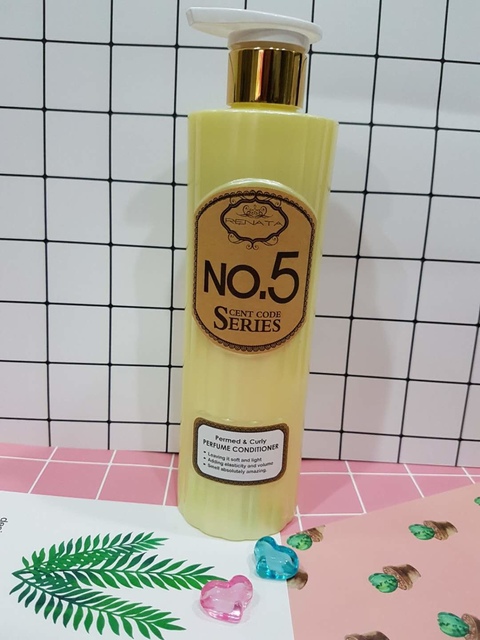 RENATA
NO.5
SCENT CODE
SERIES
Permed & Curly
PERFUME CONDITIONER
• Leaving it soft and light
• Adding elasticity and volume
• Smell absolutely amazing.